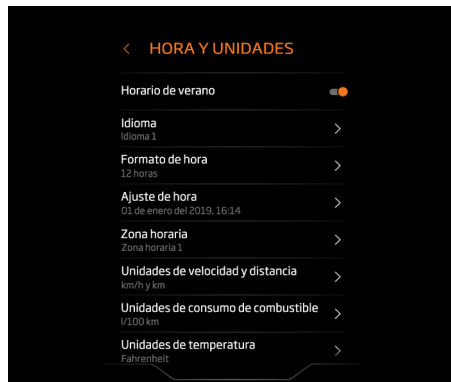 < HORA Y UNIDADES
Horario de verano
Idioma
Idioma 1
Formato de hora
12 horas
Ajuste de hora
01 de enero del 2019, 16:14
Zona horaria
Zona horaria 1
Unidades de velocidad y distancia
km/h y km
Unidades de consumo de combustible
l/100 km
Unidades de temperatura
Fahrenheit